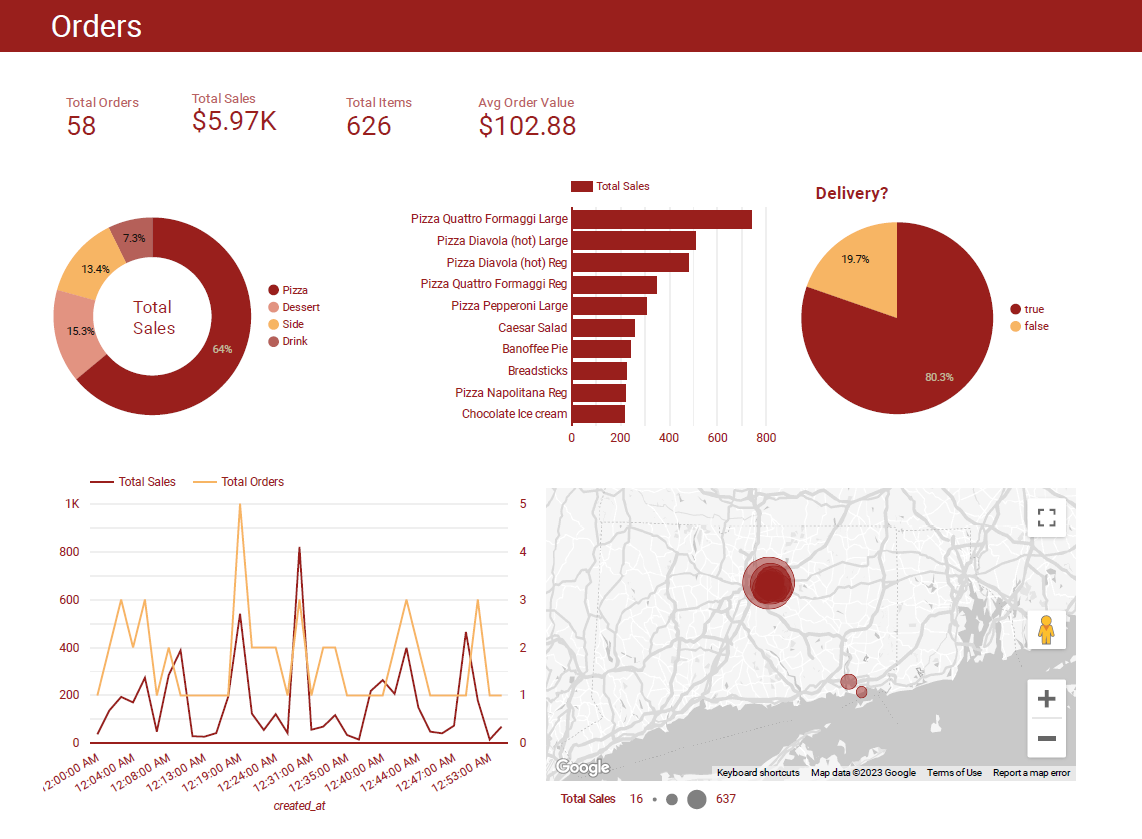 Orders
Total Orders
58
Total Sales
$5.97K
Total Items
626
Avg Order Value
$102.88
7.3%
13.4%
15.3%
64%
Total
Sales
Pizza
Dessert
Side
Drink
Total Sales
Pizza Quattro Formaggi Large
Pizza Diavola (hot) Large
Pizza Diavola (hot) Reg
Pizza Quattro Formaggi Reg
Pizza Pepperoni Large
Caesar Salad
Banoffee Pie
Breadsticks
Pizza Napolitana Reg
Chocolate Ice cream
0 200 400 600 800
Delivery?
19.7%
80.3%
true
false
Total Sales Total Orders
1K 5
800 4
600 3
400 2
200 1
0 0
2:00:00 AM 12:04:00 AM 12:08:00 AM 12:13:00 AM 12:19:00 AM 12:24:00 AM 12:31:00 AM 12:35:00 AM 12:40:00 AM 12:44:00 AM 12:47:00 AM 12:53:00 AM
created_at
Google
Keyboard shortcuts Map data ©2023 Google Terms of Use Report a map error
Total Sales 16 637